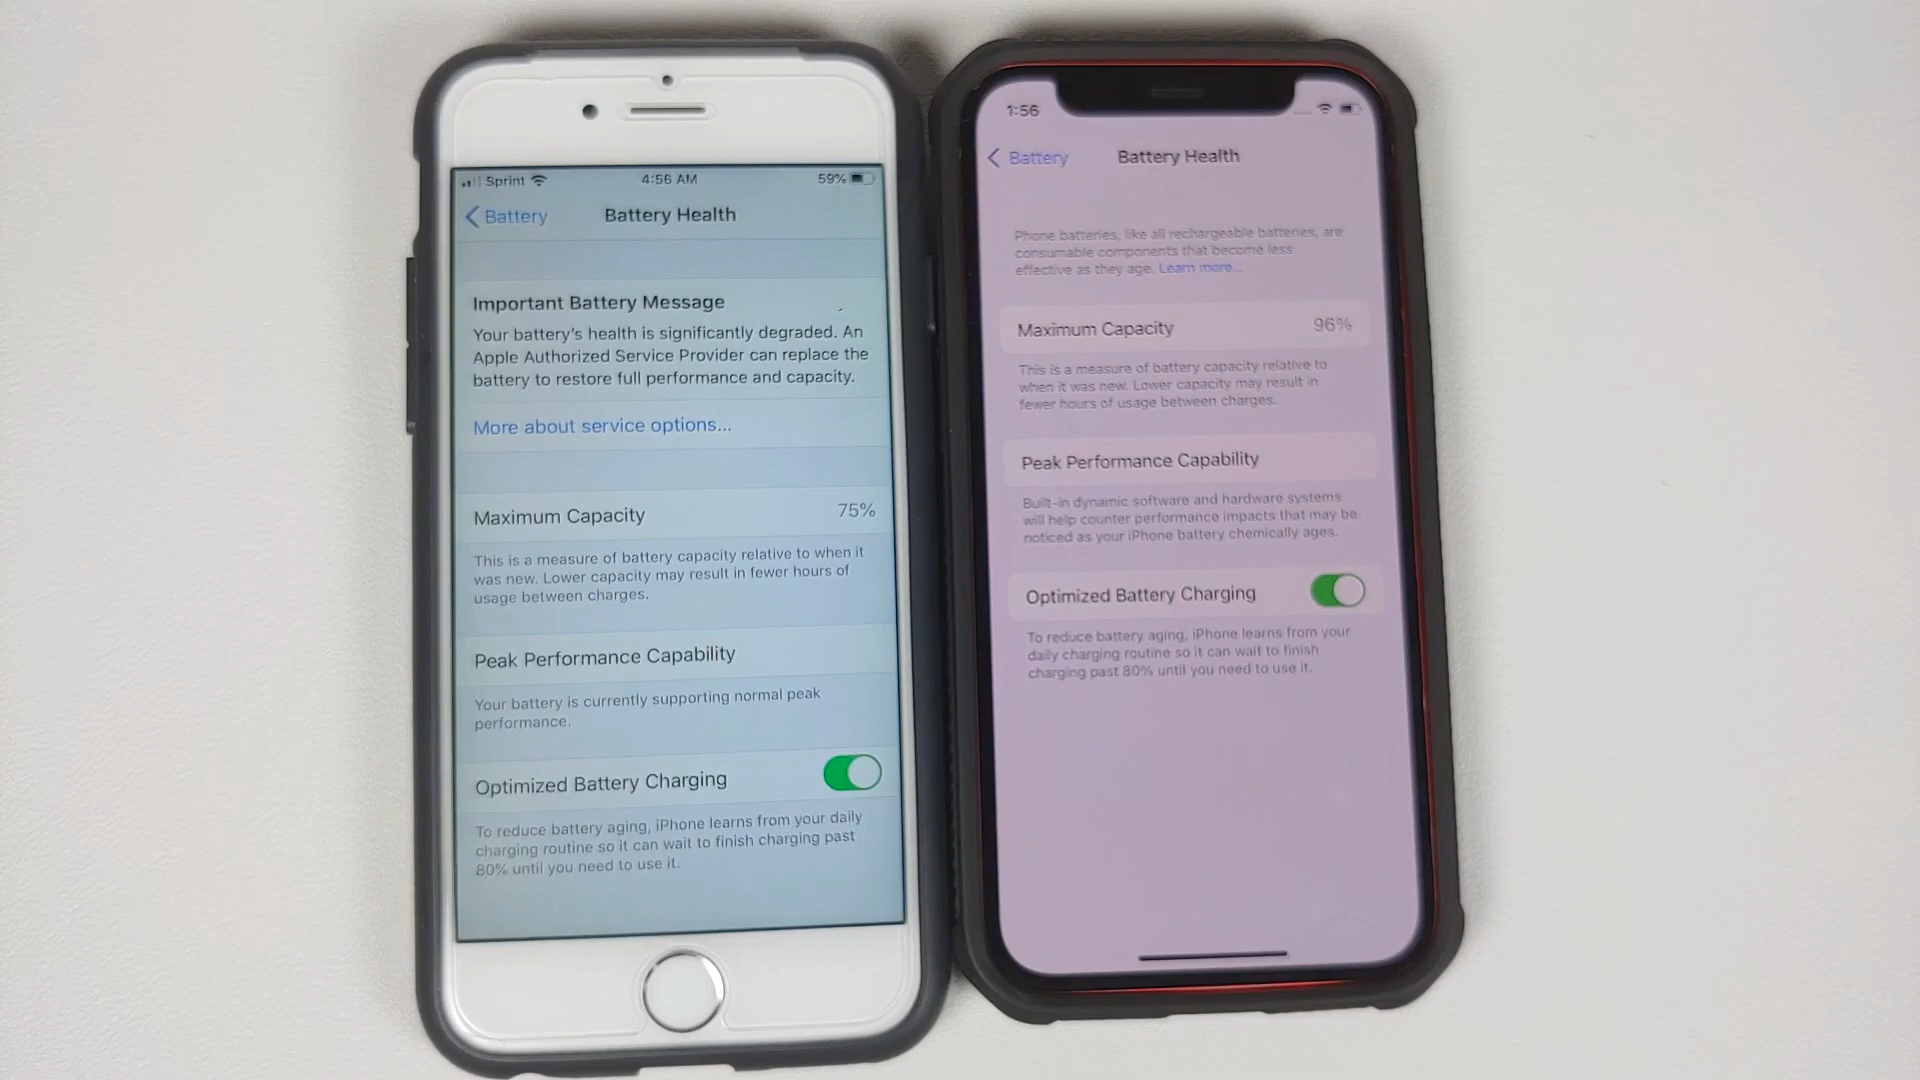 Sprint 4:56 AM 59%
Battery Battery Health
Important Battery Message
Your battery's health is significantly degraded. An
Apple Authorized Service Provider can replace the
battery to restore full performance and capacity.
More about service options...
Maximum Capacity 75%
This is a measure of battery capacity relative to when it
was new. Lower capacity may result in fewer hours of
usage between charges.
Peak Performance Capability
Your battery is currently supporting normal peak
performance.
Optimized Battery Charging
To reduce battery aging, iPhone learns from your daily
charging routine so it can wait to finish charging past
80% until you need to use it.
1:56
Battery Battery Health
Phone batteries, like all rechargeable batteries, are
consumable components that become less
effective as they age. Learn more...
Maximum Capacity 96%
This is a measure of battery capacity relative to
when it was new. Lower capacity may result in
fewer hours of usage between charges.
Peak Performance Capability
Built-in dynamic software and hardware systems
will help counter performance impacts that may be
noticed as your iPhone battery chemically ages.
Optimized Battery Charging
To reduce battery aging, iPhone learns from your
daily charging routine so it can wait to finish
charging past 80% until you need to use it.